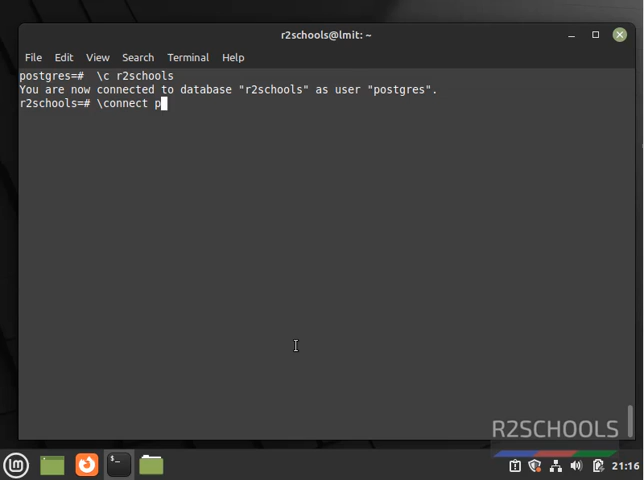 r2schools@lmit: ~
File Edit View Search Terminal Help
postgres=#  \c r2schools
You are now connected to database "r2schools" as user "postgres".
r2schools=# \connect p
R2SCHOOLS
21:16